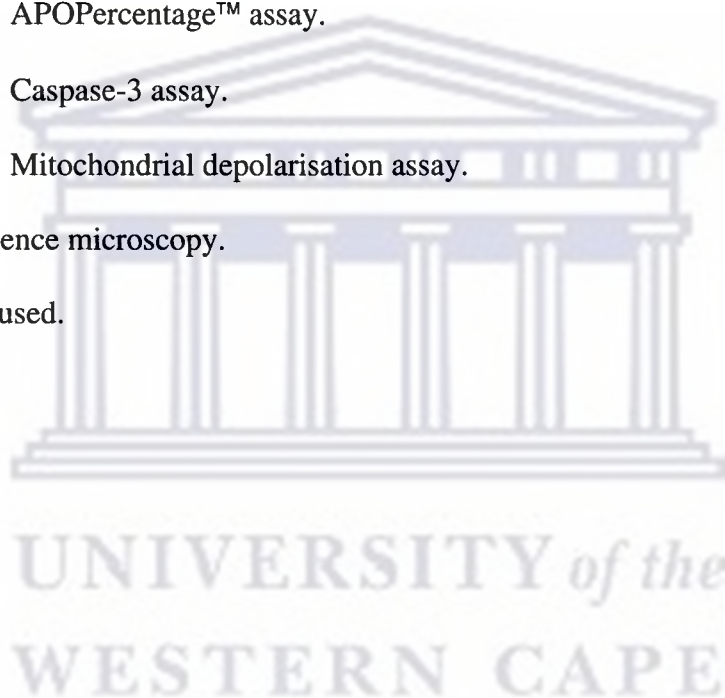 APOPercentage™ assay.
Caspase-3 assay.
Mitochondrial depolarisation assay.
ence microscopy.
used.
UNIVERSITY of the
WESTERN CAPE